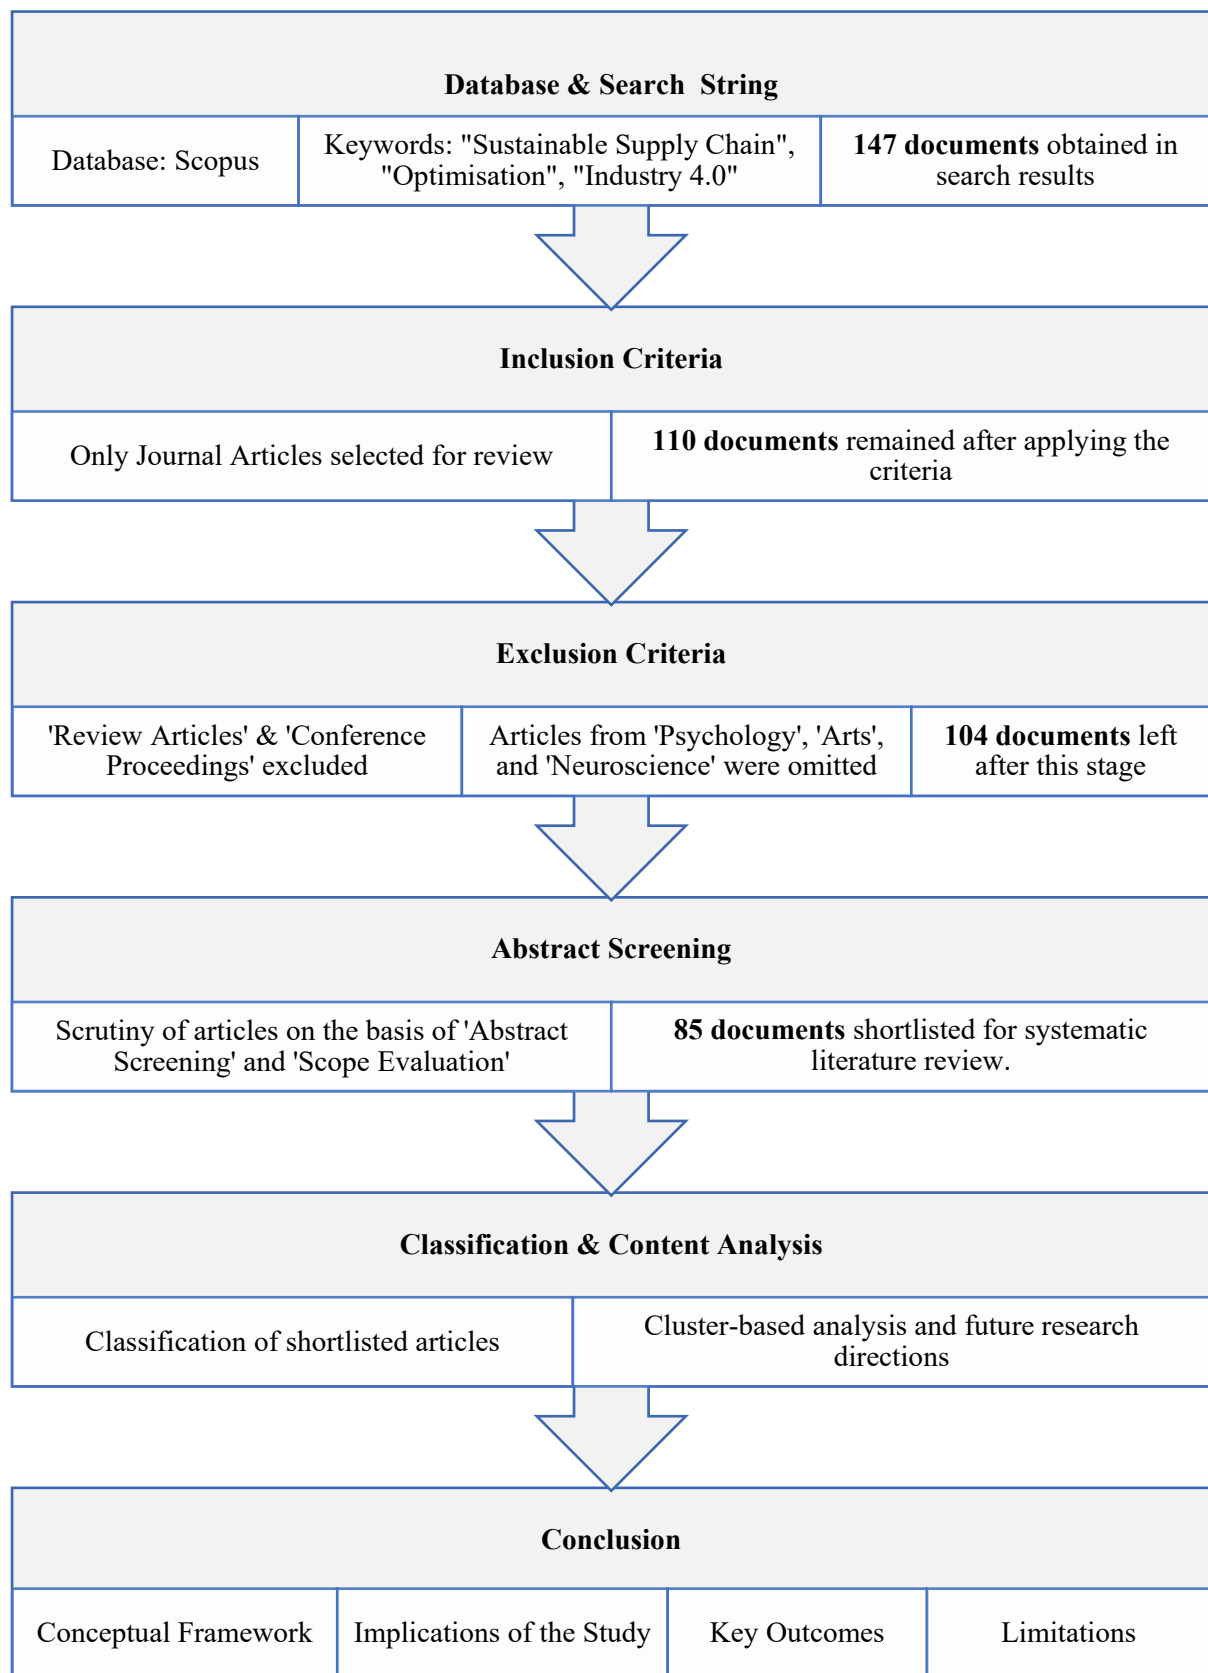 Database & Search String
Database: Scopus
Keywords: "Sustainable Supply Chain",
"Optimisation", "Industry 4.0"
147 documents obtained in
search results
Inclusion Criteria
Only Journal Articles selected for review
110 documents remained after applying the
criteria
Exclusion Criteria
'Review Articles' & 'Conference
Proceedings' excluded
Articles from 'Psychology', 'Arts',
and 'Neuroscience' were omitted
104 documents left
after this stage
Abstract Screening
Scrutiny of articles on the basis of 'Abstract
Screening' and 'Scope Evaluation'
85 documents shortlisted for systematic
literature review.
Classification & Content Analysis
Classification of shortlisted articles
Cluster-based analysis and future research
directions
Conclusion
Conceptual Framework
Implications of the Study
Key Outcomes
Limitations